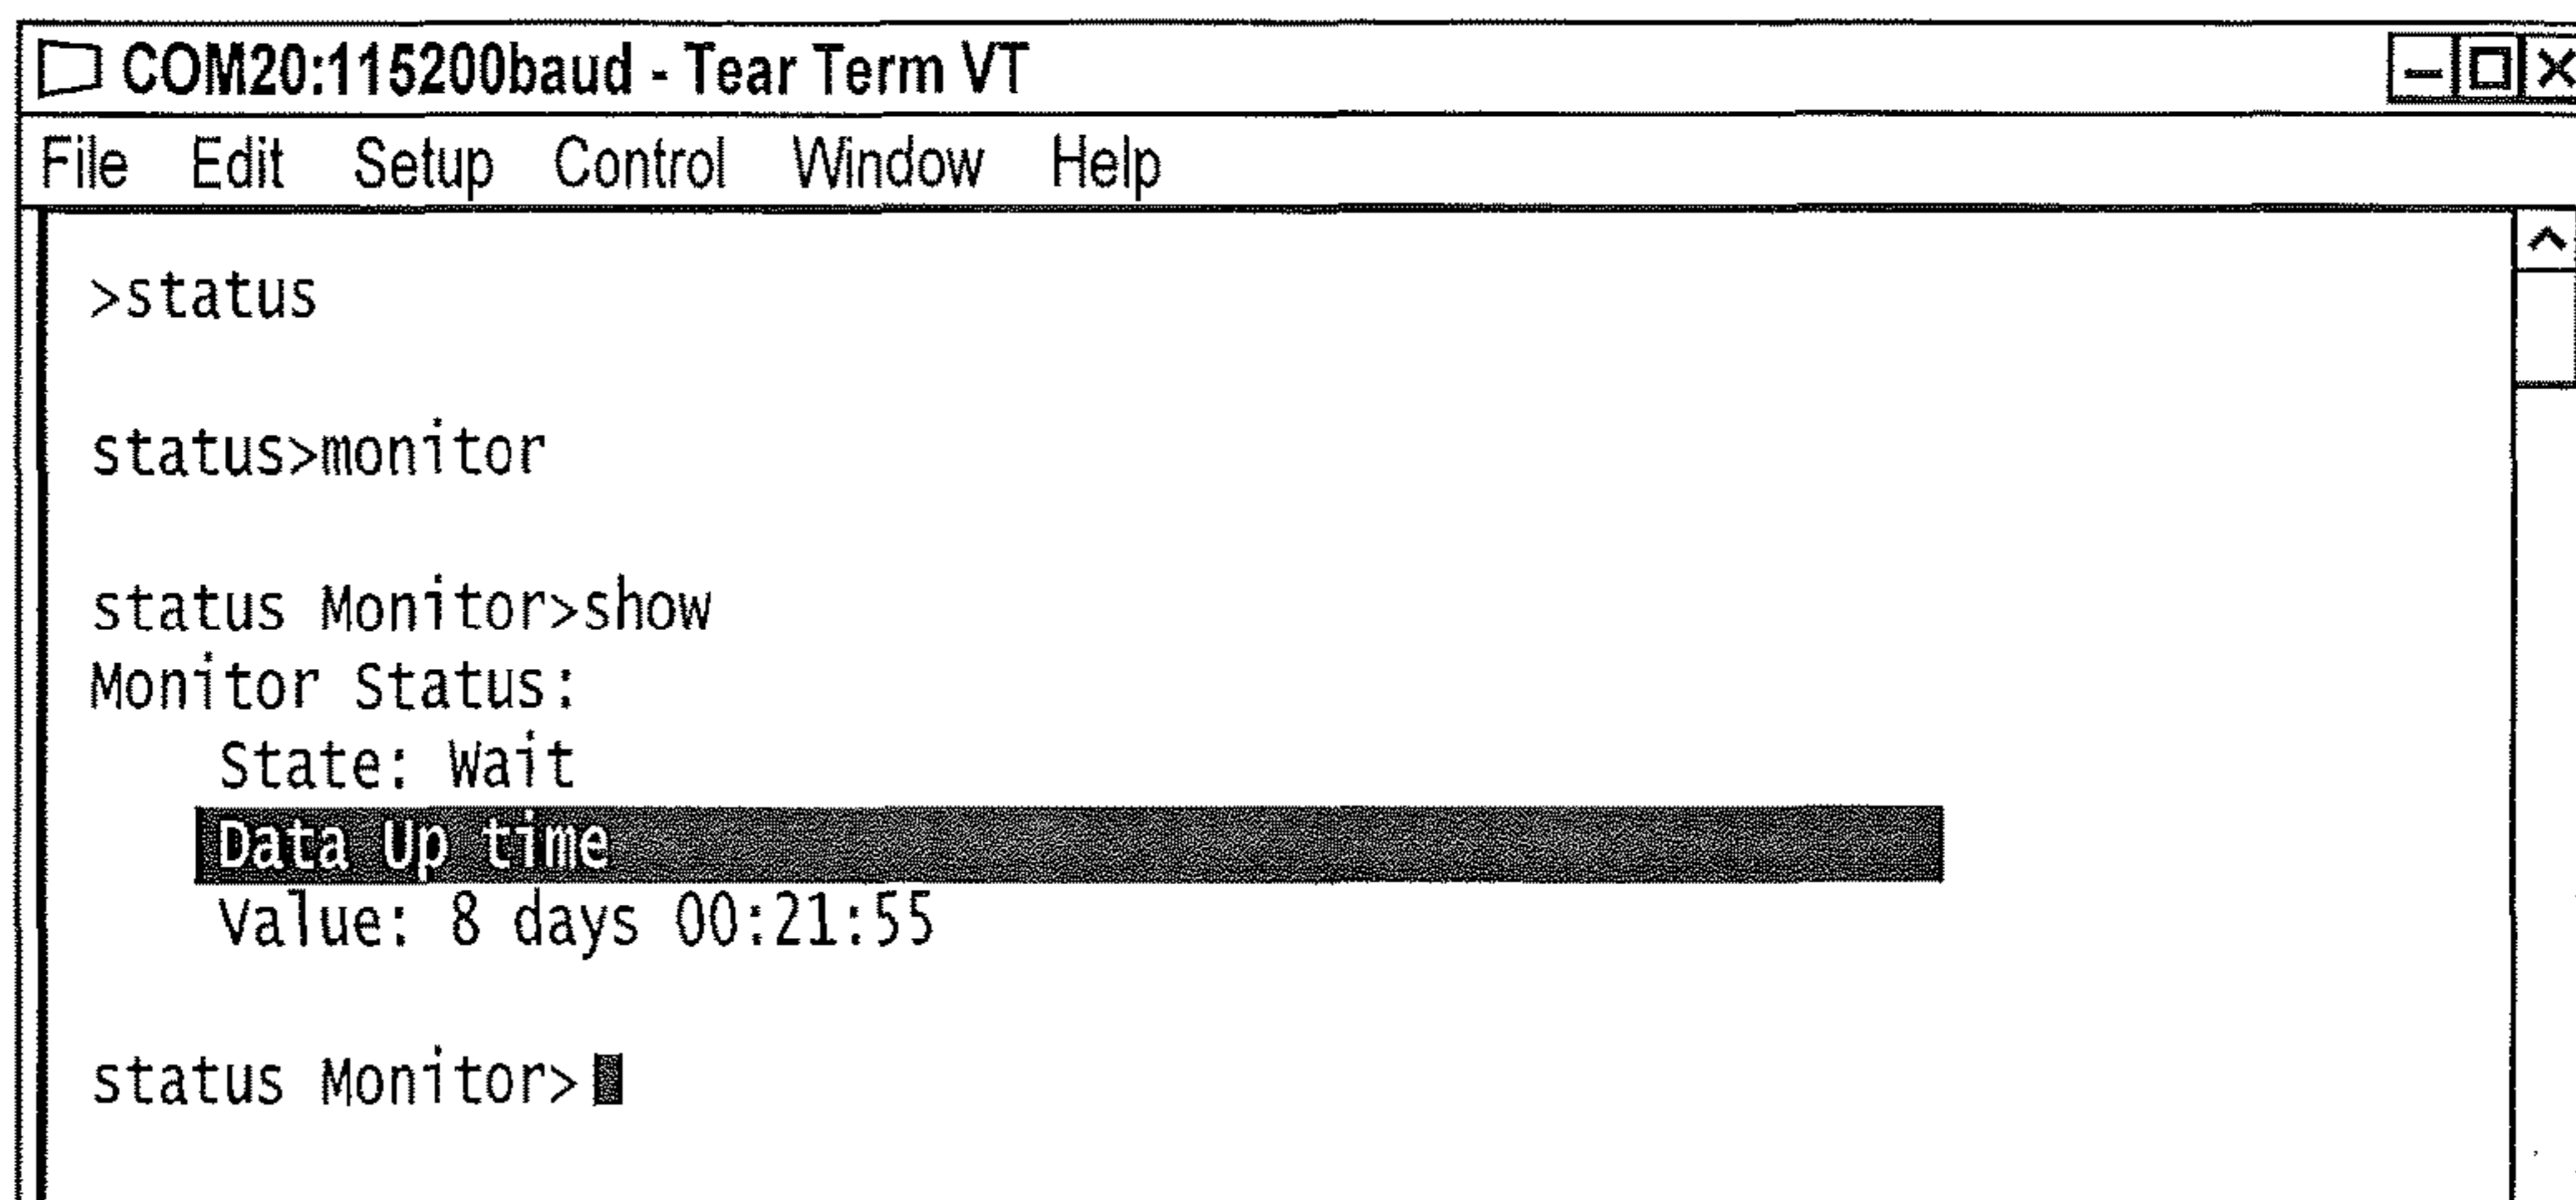 COM20:115200baud - Tear Term VT
File Edit Setup Control Window Help
>status
status>monitor
status Monitor>show
Monitor Status:
State: Wait
Data Up time
Value: 8 days 00:21:55
status Monitor>